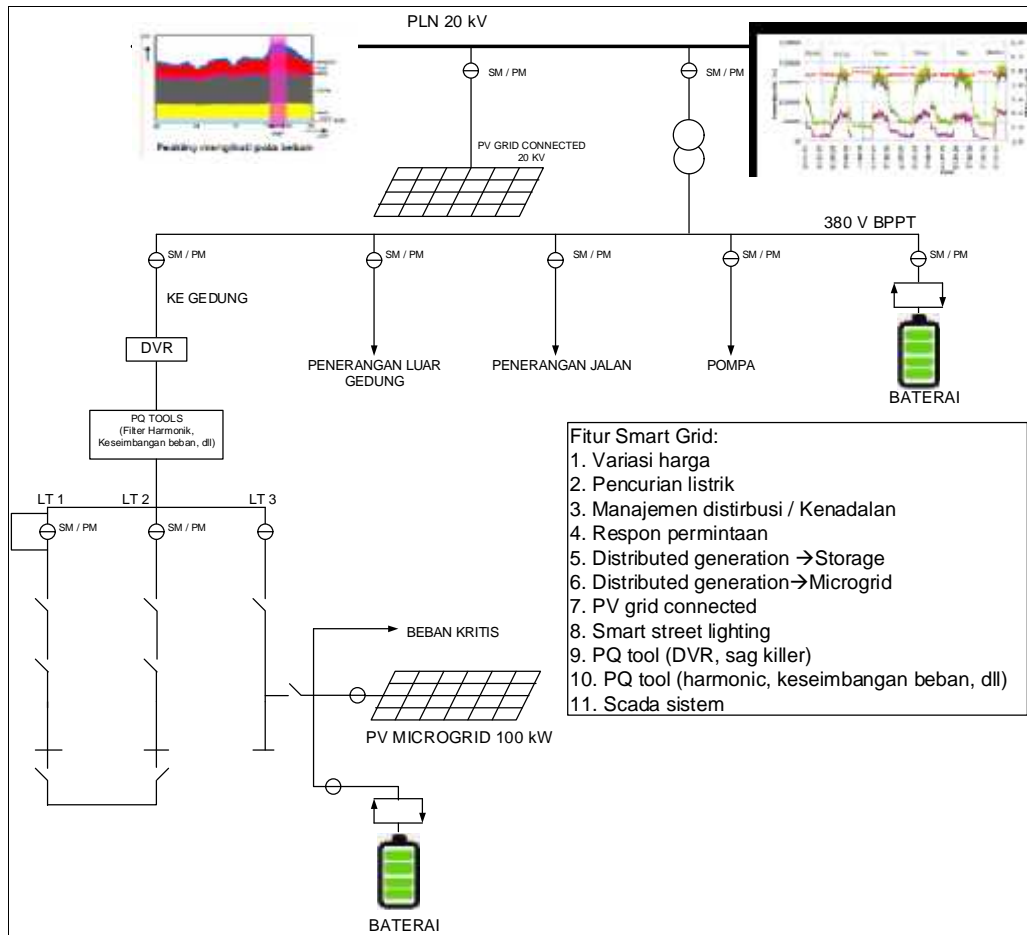 PLN 20 kV
Peaking mengikuti pola beban
SM / PM
SM / PM
PV GRID CONNECTED
20 KV
380 V BPPT
SM / PM
SM / PM
SM / PM
SM / PM
SM / PM
KE GEDUNG
DVR
PENERANGAN LUAR
GEDUNG
PENERANGAN JALAN
POMPA
BATERAI
PQ TOOLS
(Filter Harmonik,
Keseimbangan beban, dll)
LT 1
LT 2
LT 3
SM / PM
SM / PM
Fitur Smart Grid:
1. Variasi harga
2. Pencurian listrik
3. Manajemen distirbusi / Kenadalan
4. Respon permintaan
5. Distributed generation →Storage
6. Distributed generation→Microgrid
7. PV grid connected
8. Smart street lighting
9. PQ tool (DVR, sag killer)
10. PQ tool (harmonic, keseimbangan beban, dll)
11. Scada sistem
BEBAN KRITIS
PV MICROGRID 100 kW
BATERAI